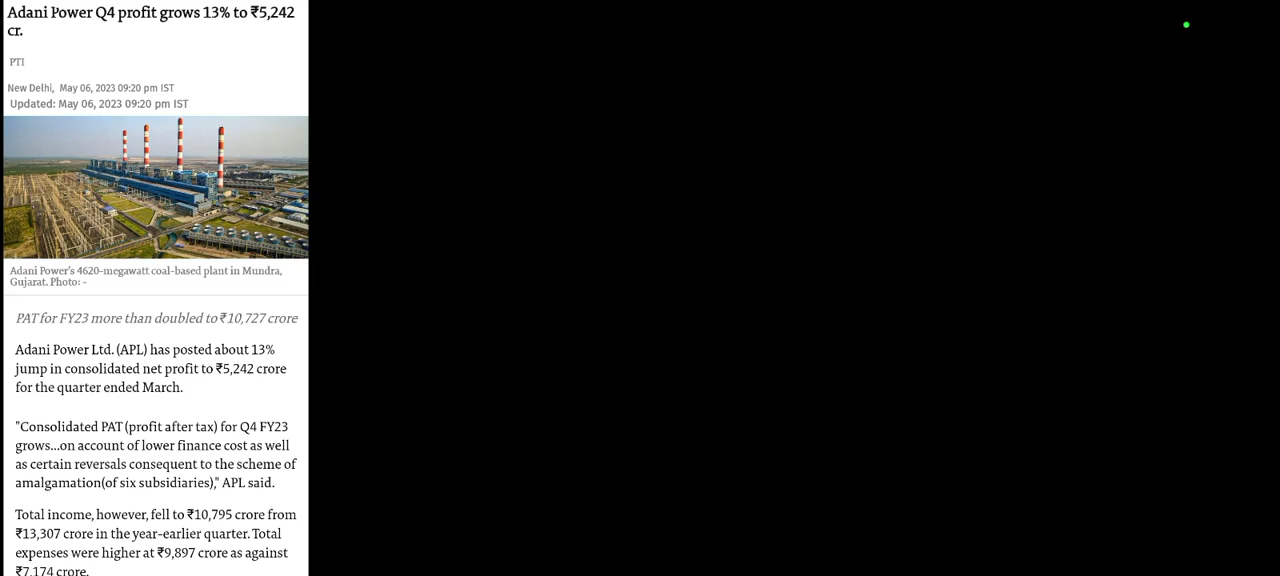 Adani Power Q4 profit grows 13% to ₹5,242
cr.
PTI
New Delhi, May 06, 2023 09:20 pm IST
Updated: May 06, 2023 09:20 pm IST
Adani Power's 4620-megawatt coal-based plant in Mundra,
Gujarat. Photo: -
PAT for FY23 more than doubled to ₹10,727 crore
Adani Power Ltd. (APL) has posted about 13%
jump in consolidated net profit to ₹5,242 crore
for the quarter ended March.
"Consolidated PAT (profit after tax) for Q4 FY23
grows...on account of lower finance cost as well
as certain reversals consequent to the scheme of
amalgamation(of six subsidiaries)," APL said.
Total income, however, fell to ₹10,795 crore from
₹13,307 crore in the year-earlier quarter. Total
expenses were higher at ₹9,897 crore as against
₹7,174 crore.